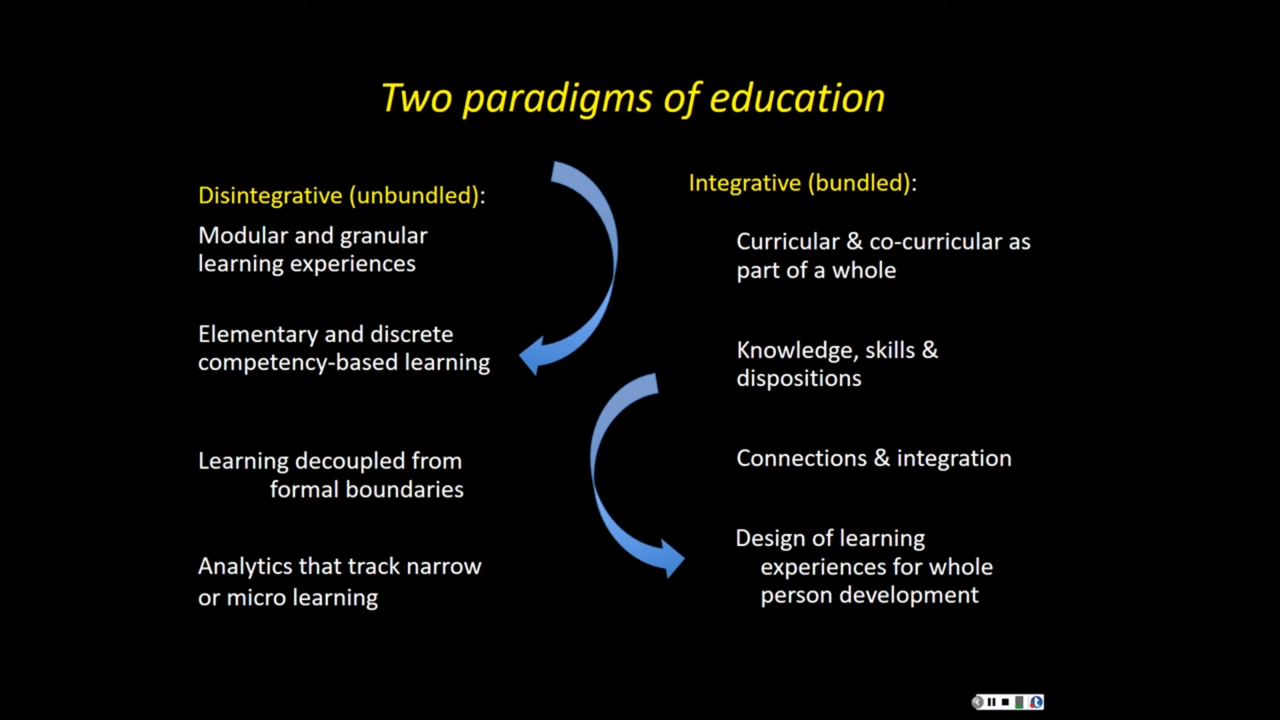 Two paradigms of education
Disintegrative (unbundled):
Modular and granular
learning experiences
Elementary and discrete
competency-based learning
Learning decoupled from
formal boundaries
Analytics that track narrow
or micro learning
Integrative (bundled):
Curricular & co-curricular as
part of a whole
Knowledge, skills &
dispositions
Connections & integration
Design of learning
experiences for whole
person development